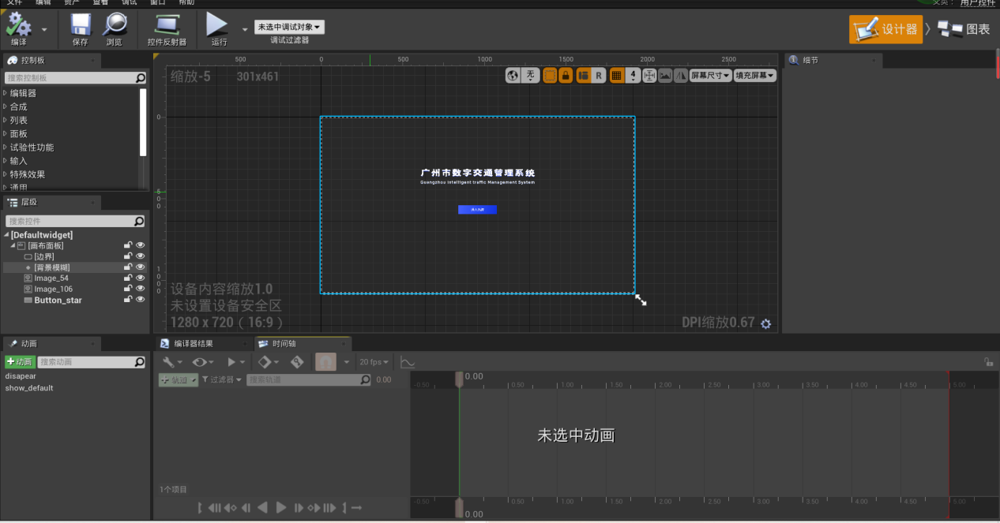 文件 编辑 资产 查看 调试 窗口 帮助
父类： 用户控件
编译 保存 浏览 控件反射器 运行
未选中调试对象
调试过滤器
设计器 图表
控制板
搜索控制板
编辑器
合成
列表
面板
试验性功能
输入
特殊效果
通用
层级
搜索控件
[Defaultwidget]
[画布面板]
[边界]
[背景模糊]
Image_54
Image_106
Button_star
500 0 500 1000 1500 2000 2500
缩放-5 301x461
无 R 4 屏幕尺寸 填充屏幕
0
5
0
0
1
0
0
0
广州市数字交通管理系统
Guangzhou Intelligent traffic Management System
设备内容缩放1.0
未设置设备安全区
1280 x 720（16:9）
DPI缩放0.67
细节
动画
+动画 搜索动画
disapear
show_default
编译器结果 时间轴
20 fps
+轨道 过滤器 搜索轨道 0.00
0.00
-0.50 0.50 1.00 1.50 2.00 2.50 3.00 3.50 4.00 4.50 5.00
未选中动画
1个项目
-0.50 0.50 1.00 1.50 2.00 2.50 3.00 3.50 4.00 4.50 5.00
0.00